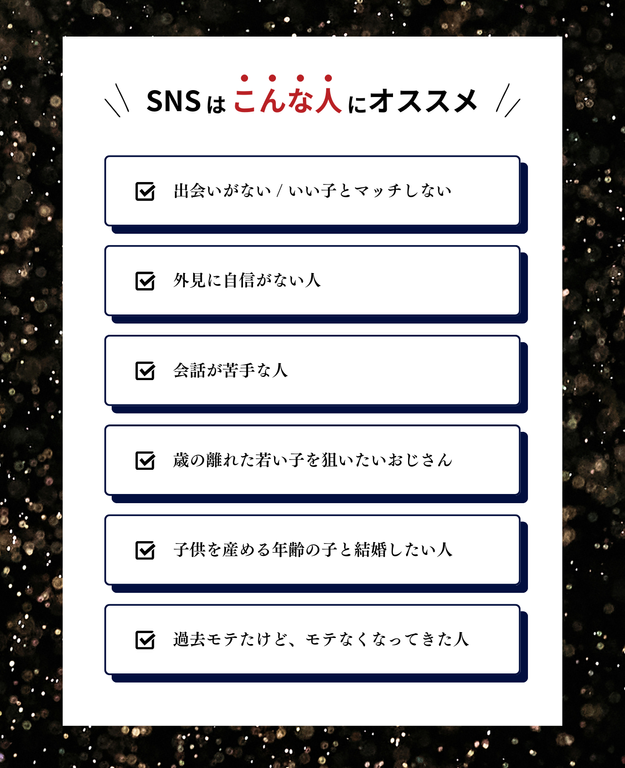 SNSはこんな人にオススメ
出会いがない / いい子とマッチしない
外見に自信がない人
会話が苦手な人
歳の離れた若い子を狙いたいおじさん
子供を産める年齢の子と結婚したい人
過去モテたけど、モテなくなってきた人